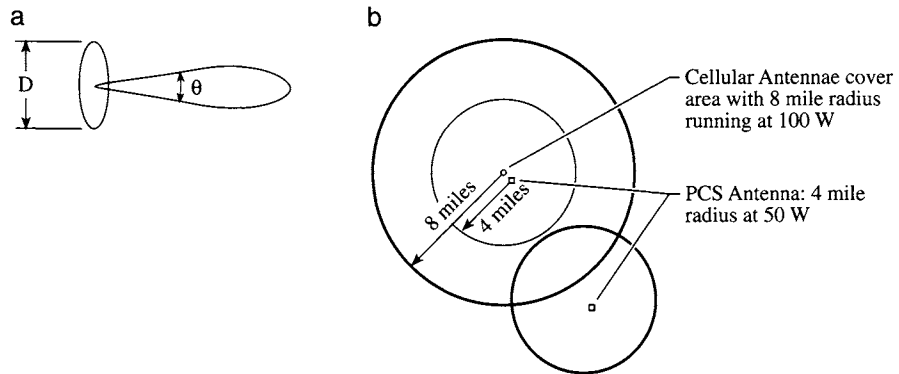 a
D
θ
b
8 miles
4 miles
Cellular Antennae cover
area with 8 mile radius
running at 100 W
PCS Antenna: 4 mile
radius at 50 W